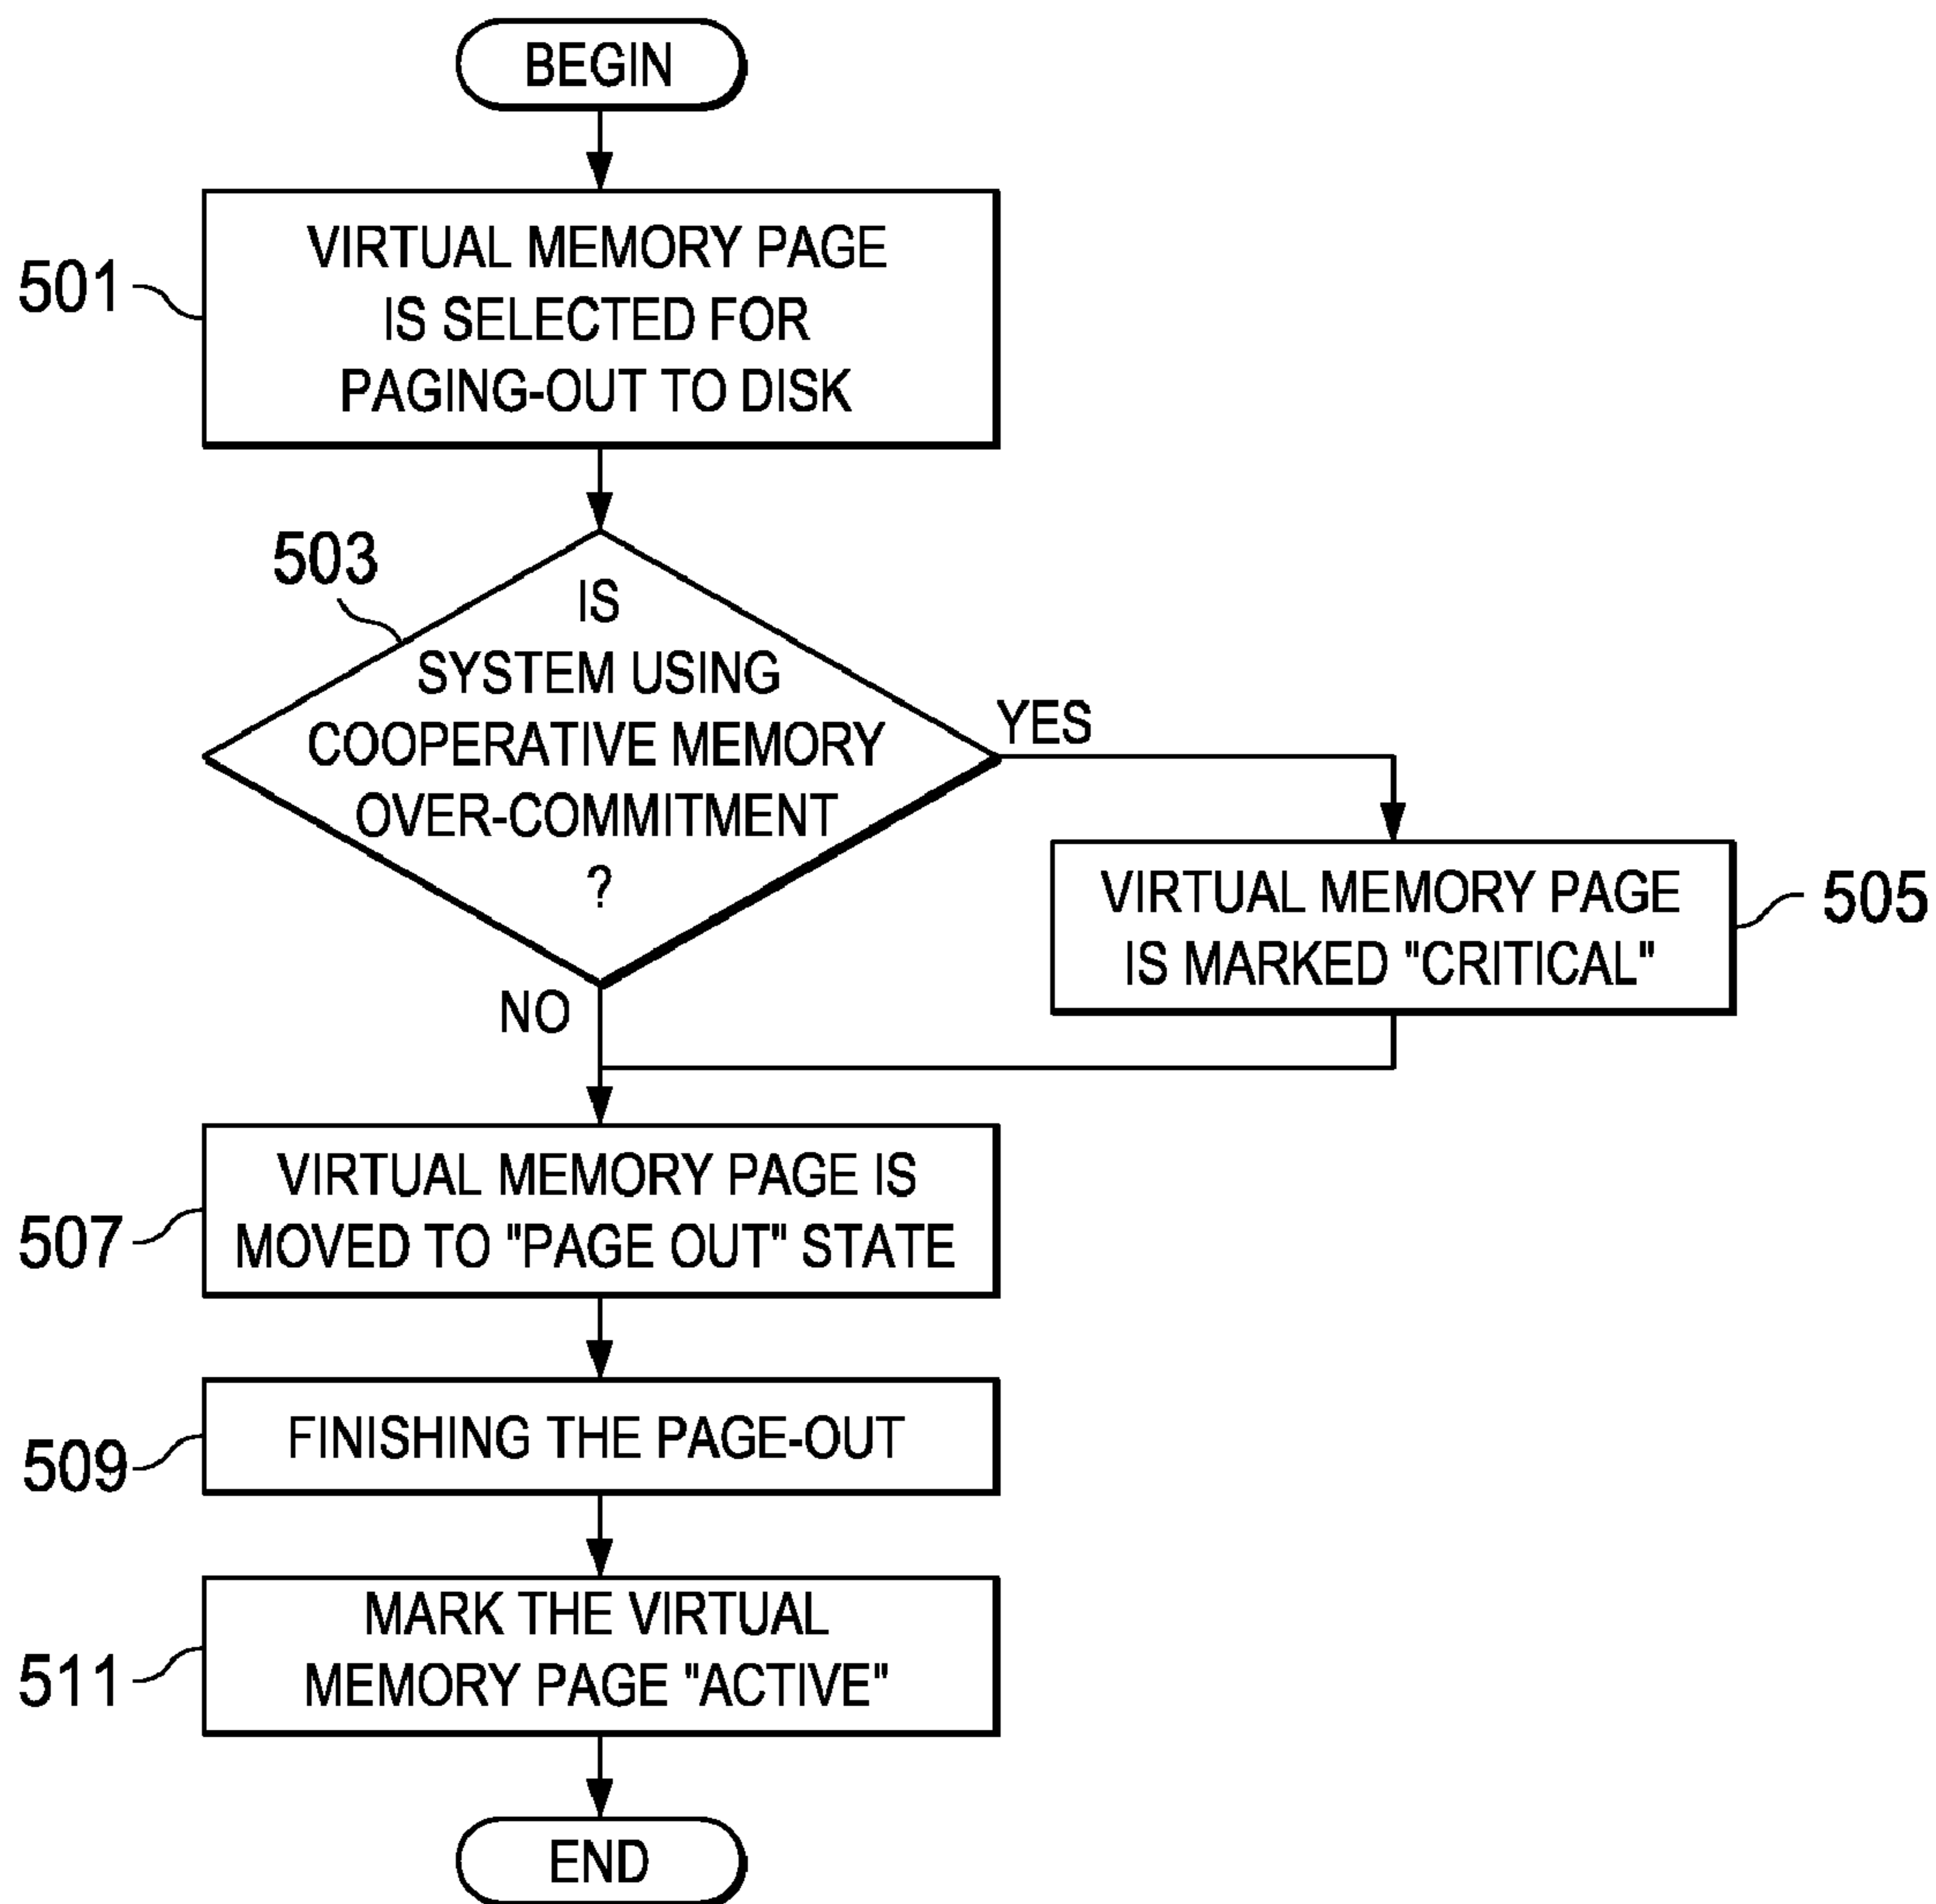 BEGIN
501
VIRTUAL MEMORY PAGE
IS SELECTED FOR
PAGING-OUT TO DISK
503
IS
SYSTEM USING
COOPERATIVE MEMORY
OVER-COMMITMENT
?
YES
VIRTUAL MEMORY PAGE
IS MARKED "CRITICAL"
505
NO
507
VIRTUAL MEMORY PAGE IS
MOVED TO "PAGE OUT" STATE
509
FINISHING THE PAGE-OUT
511
MARK THE VIRTUAL
MEMORY PAGE "ACTIVE"
END